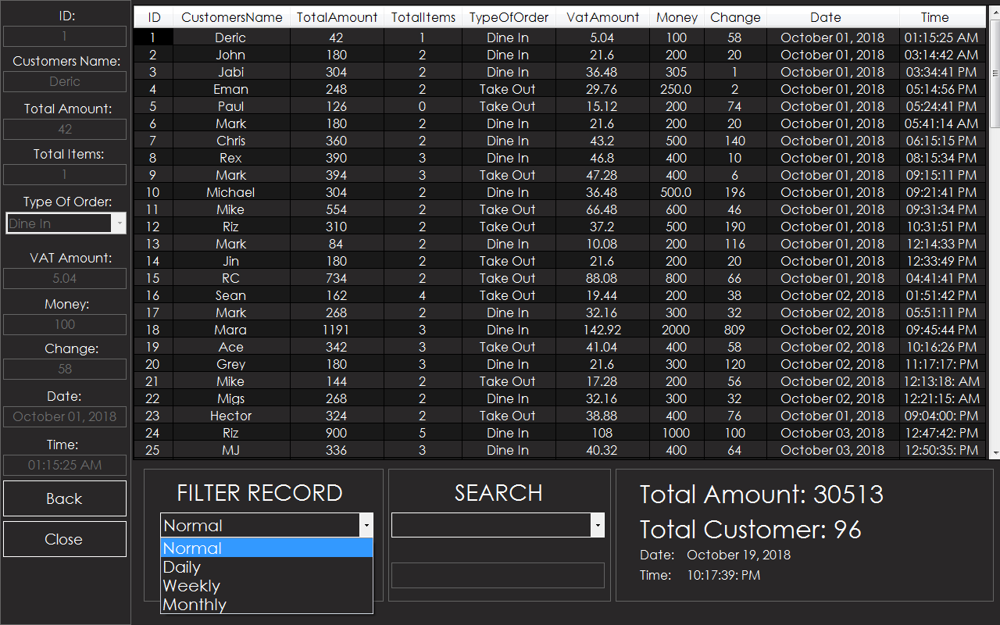 ID:
1
Customers Name:
Deric
Total Amount:
42
Total Items:
1
Type Of Order:
Dine In
VAT Amount:
5.04
Money:
100
Change:
58
Date:
October 01, 2018
Time:
01:15:25 AM
Back
Close
ID CustomersName TotalAmount TotalItems TypeOfOrder VatAmount Money Change Date Time
1 Deric 42 1 Dine In 5.04 100 58 October 01, 2018 01:15:25 AM
2 John 180 2 Dine In 21.6 200 20 October 01, 2018 03:14:42 AM
3 Jabi 304 2 Dine In 36.48 305 1 October 01, 2018 03:34:41 PM
4 Eman 248 2 Take Out 29.76 250.0 2 October 01, 2018 05:14:56 PM
5 Paul 126 0 Take Out 15.12 200 74 October 01, 2018 05:24:41 PM
6 Mark 180 2 Dine In 21.6 200 20 October 01, 2018 05:41:14 AM
7 Chris 360 2 Dine In 43.2 500 140 October 01, 2018 06:15:15 PM
8 Rex 390 3 Dine In 46.8 400 10 October 01, 2018 08:15:34 PM
9 Mark 394 3 Take Out 47.28 400 6 October 01, 2018 09:15:11 PM
10 Michael 304 2 Dine In 36.48 500.0 196 October 01, 2018 09:21:41 PM
11 Mike 554 2 Take Out 66.48 600 46 October 01, 2018 09:31:34 PM
12 Riz 310 2 Dine In 37.2 500 190 October 01, 2018 10:31:51 PM
13 Mark 84 2 Dine In 10.08 200 116 October 01, 2018 12:14:33 PM
14 Jin 180 2 Take Out 21.6 200 20 October 01, 2018 12:33:49 PM
15 RC 734 2 Take Out 88.08 800 66 October 01, 2018 04:41:41 PM
16 Sean 162 4 Take Out 19.44 200 38 October 02, 2018 01:51:42 PM
17 Mark 268 2 Dine In 32.16 300 32 October 02, 2018 05:51:11 PM
18 Mara 1191 3 Dine In 142.92 2000 809 October 02, 2018 09:45:44 PM
19 Ace 342 3 Take Out 41.04 400 58 October 02, 2018 10:16:26 PM
20 Grey 180 3 Dine In 21.6 300 120 October 02, 2018 11:17:17: PM
21 Mike 144 2 Take Out 17.28 200 56 October 02, 2018 12:13:18: AM
22 Migs 268 2 Dine In 32.16 300 32 October 02, 2018 12:21:15: AM
23 Hector 324 2 Take Out 38.88 400 76 October 02, 2018 09:04:00: PM
24 Riz 900 5 Dine In 108 1000 100 October 03, 2018 12:47:42: PM
25 MJ 336 3 Dine In 40.32 400 64 October 03, 2018 12:50:35: PM
FILTER RECORD
Normal
Normal
Daily
Weekly
Monthly
SEARCH
Total Amount: 30513
Total Customer: 96
Date: October 19, 2018
Time: 10:17:39: PM